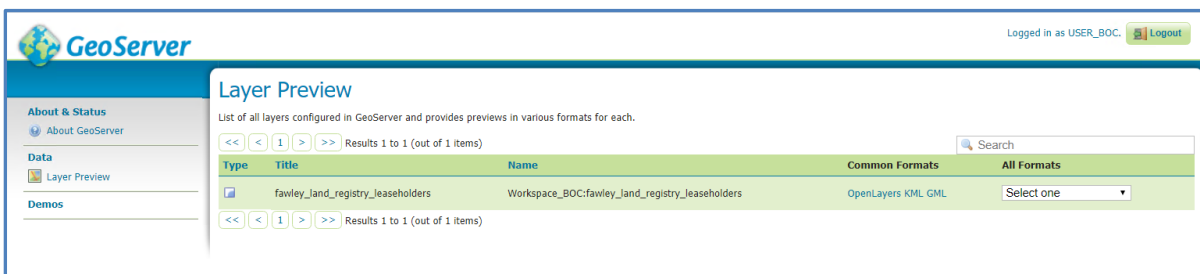 GeoServer
Logged in as USER_BOC. Logout
About & Status
About GeoServer
Data
Layer Preview
Demos
Layer Preview
List of all layers configured in GeoServer and provides previews in various formats for each.
<< < 1 > >> Results 1 to 1 (out of 1 items) Search
Type Title Name Common Formats All Formats
fawley_land_registry_leaseholders Workspace_BOC:fawley_land_registry_leaseholders OpenLayers KML GML Select one
<< < 1 > >> Results 1 to 1 (out of 1 items)